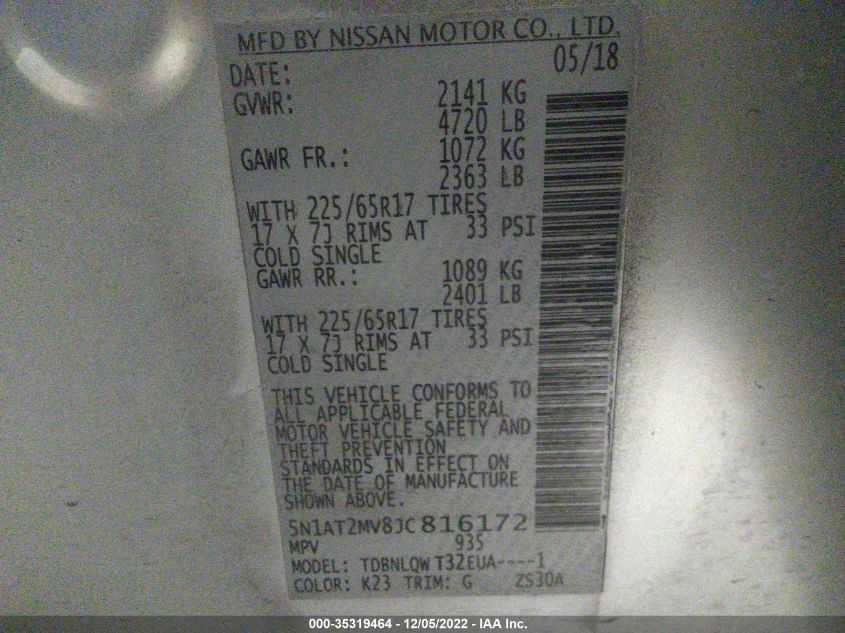 MFD BY NISSAN MOTOR CO., LTD.
DATE: 05/18
GVWR: 2141 KG
4720 LB
GAWR FR.: 1072 KG
2363 LB
WITH 225/65R17 TIRES
17 X 7J RIMS AT 33 PSI
COLD SINGLE
GAWR RR.: 1089 KG
2401 LB
WITH 225/65R17 TIRES
17 X 7J RIMS AT 33 PSI
COLD SINGLE
THIS VEHICLE CONFORMS TO
ALL APPLICABLE FEDERAL
MOTOR VEHICLE SAFETY AND
THEFT PREVENTION
STANDARDS IN EFFECT ON
THE DATE OF MANUFACTURE
SHOWN ABOVE.
5N1AT2MV8JC816172
MPV 935
MODEL: TDBNLQW T32EUA----1
COLOR: K23 TRIM: G ZS30A
000-35319464 - 12/05/2022 - IAA Inc.